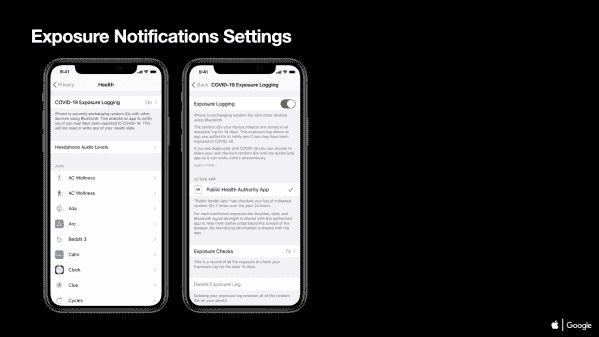 Exposure Notifications Settings
9:41
Privacy
Health
COVID-19 Exposure Logging
On
iPhone is securely exchanging random IDs with other
devices using Bluetooth. This enables an app to notify
you if you may have been exposed to COVID-19. This
will not read or write any of your Health data.
Headphone Audio Levels
APPS
AC Wellness
AC Wellness
Ada
Arc
Beddit 3
Calm
Clock
Clue
Cycles
9:41
Back
COVID-19 Exposure Logging
Exposure Logging
iPhone is exchanging random IDs with other devices
using Bluetooth.
The random IDs your device collects are stored in an
exposure log for 14 days. This exposure log allows an
app you authorize to notify you if you may have been
exposed to COVID-19.
If you are diagnosed with COVID-19 you can choose to
share your own device's random IDs with the authorized
app so it can notify others anonymously.
Learn more...
ACTIVE APP
Public Health Authority App
"Public Health App" has checked your log of collected
random IDs 7 times over the past 24 hours.
For each confirmed exposure the duration, date, and
Bluetooth signal strength is shared with the authorized
app to help them better understand the spread of the
disease. No identifying information is shared with the
app.
Exposure Checks
This is a record of all the requests to check your
Exposure Log for the past 14 days.
Delete Exposure Log
Deleting your exposure log removes all of the random
IDs on your device.
Google